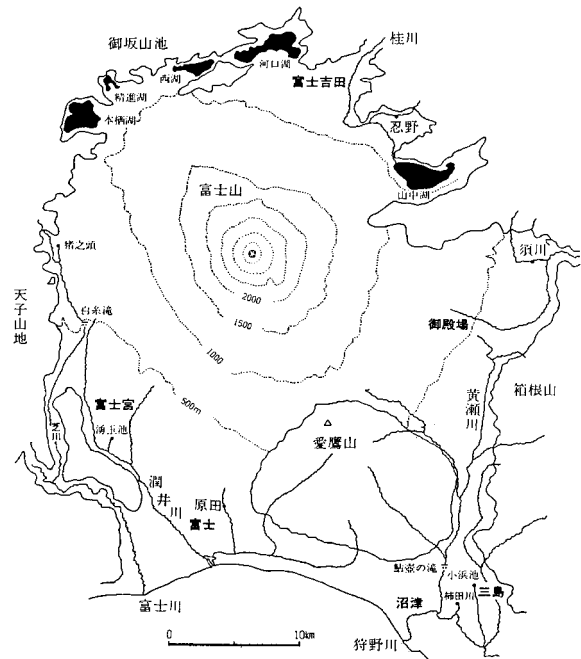 御坂山池
桂川
西湖
河口湖
富士吉田
精進湖
本栖湖
忍野
山中湖
富士山
猪之頭
須川
天子山地
白糸滝
2000
1500
1000
500m
御殿場
黄瀬川
箱根山
富士宮
湧玉池
芝川
愛鷹山
潤井川
原田
富士
鮎壺の滝
小浜池
三島
柿田川
沼津
富士川
狩野川
0
10km